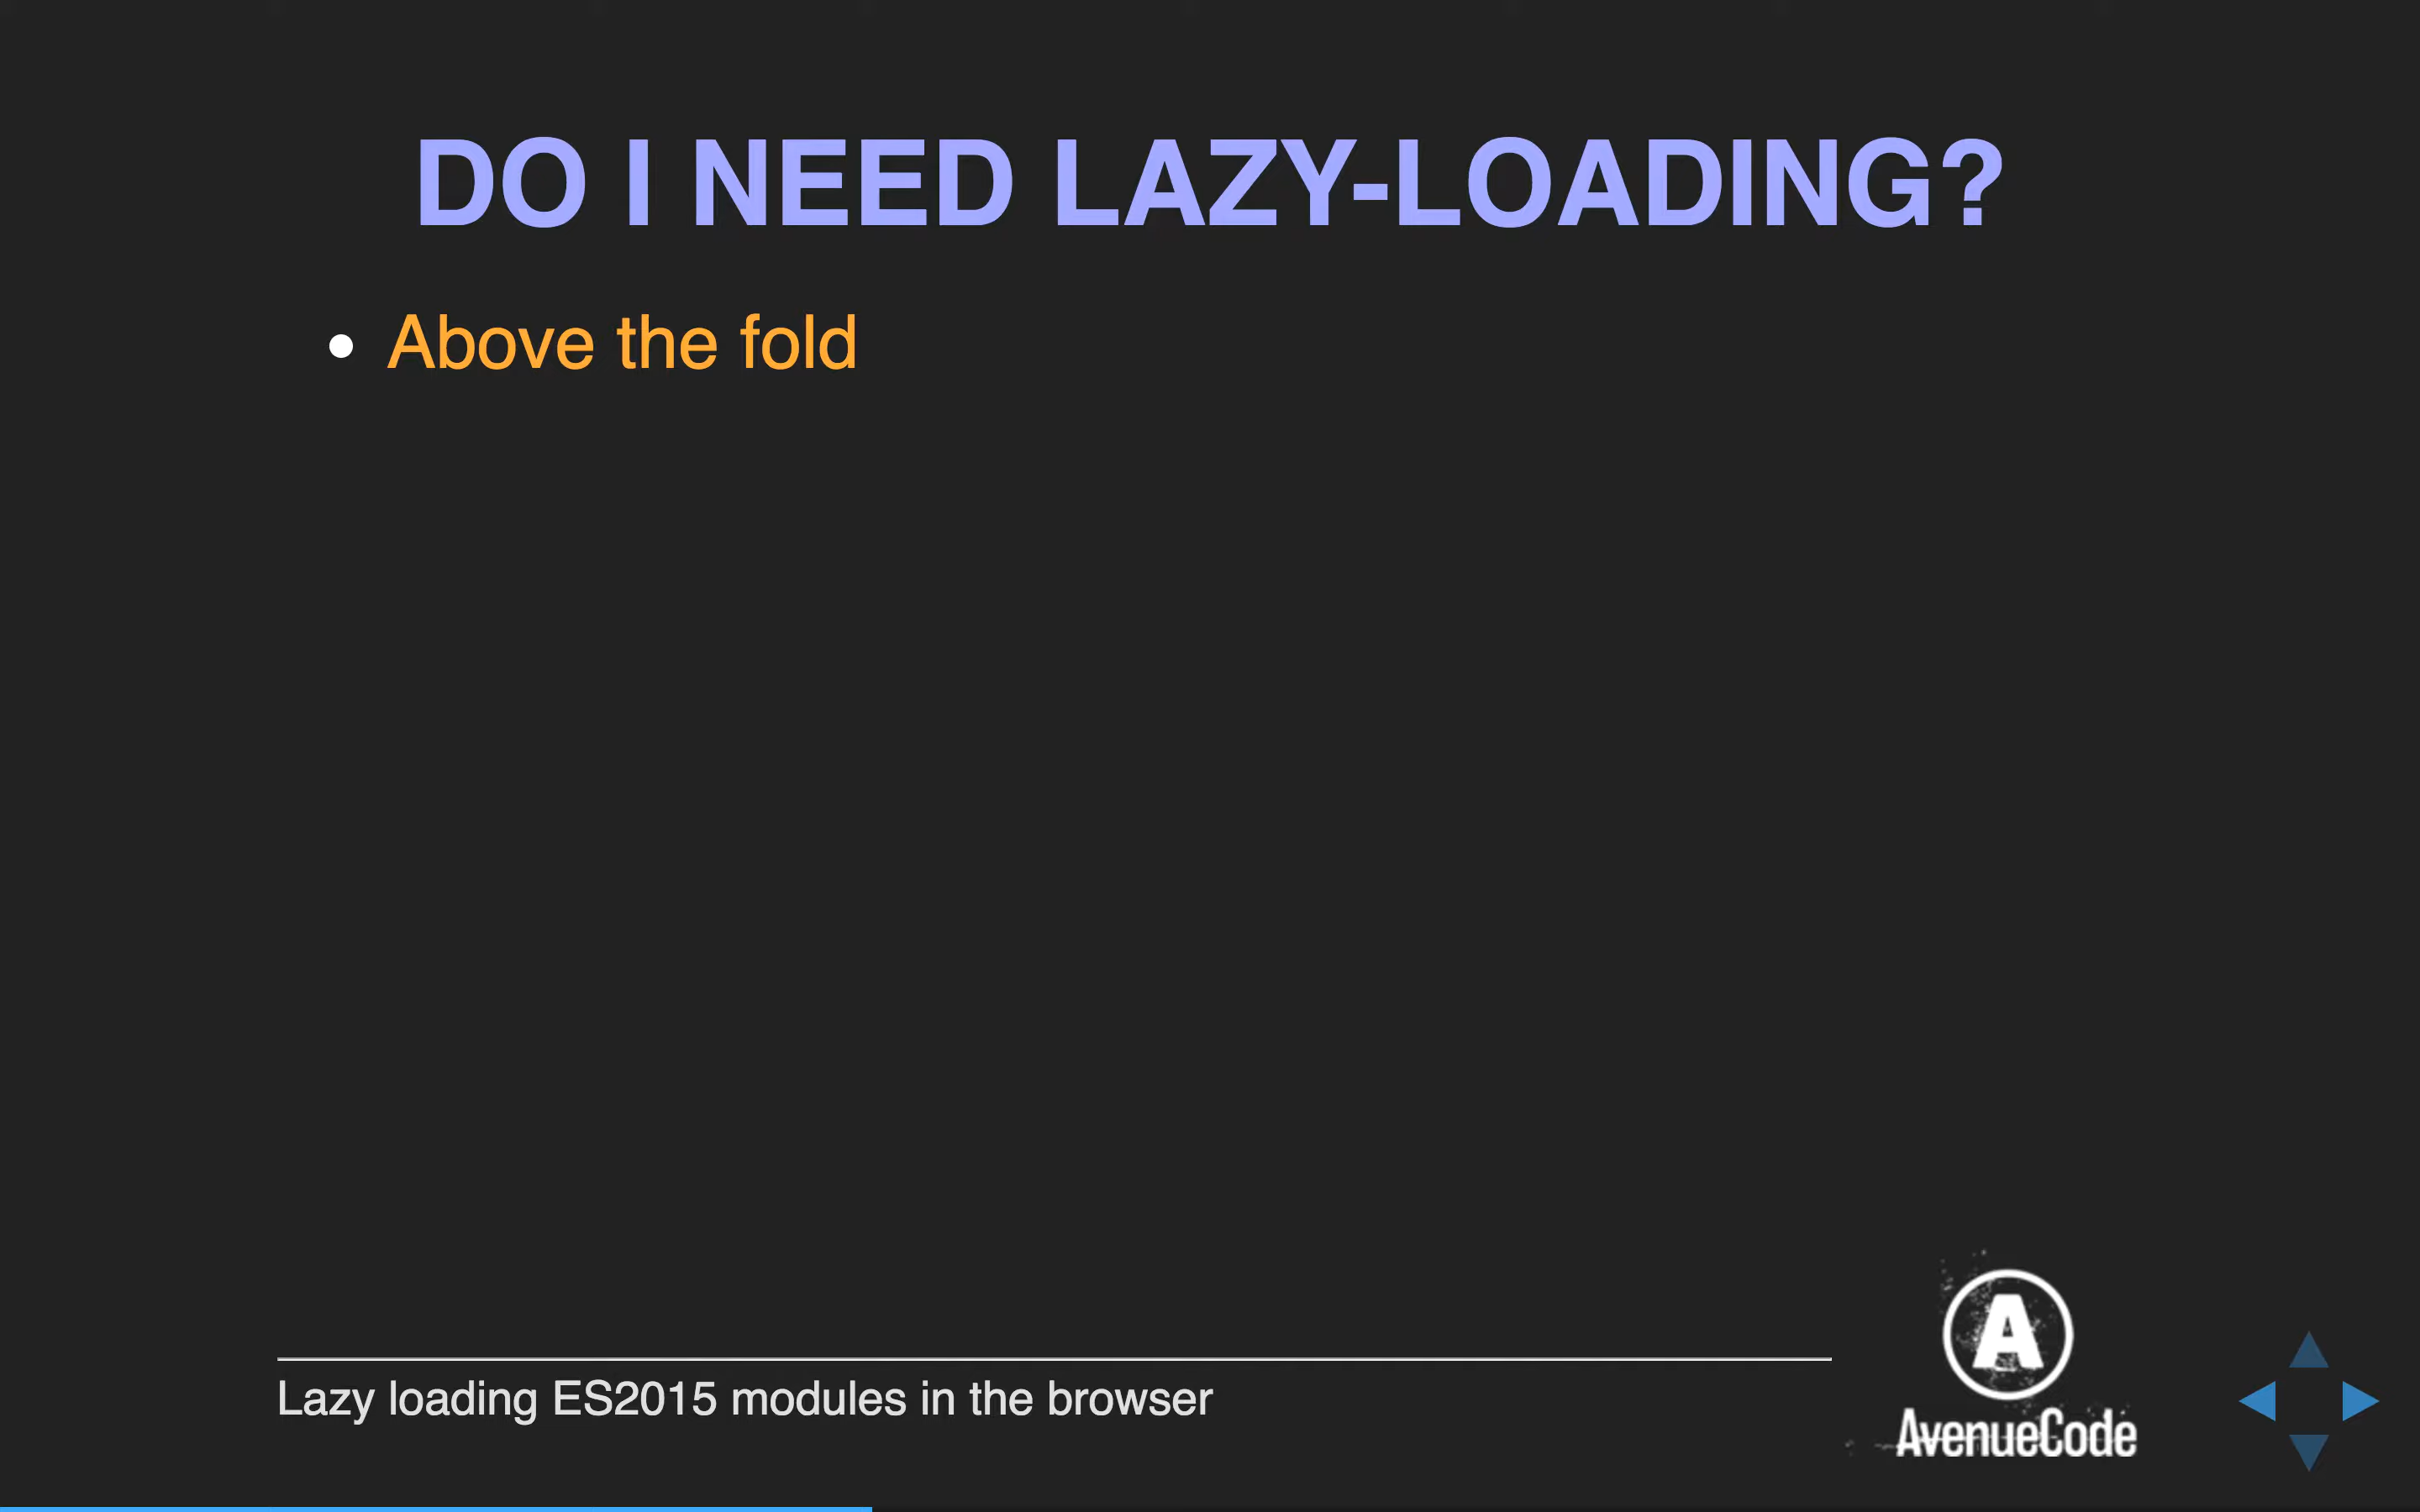 DO I NEED LAZY-LOADING?
Above the fold
Lazy loading ES2015 modules in the browser
A
AvenueCode